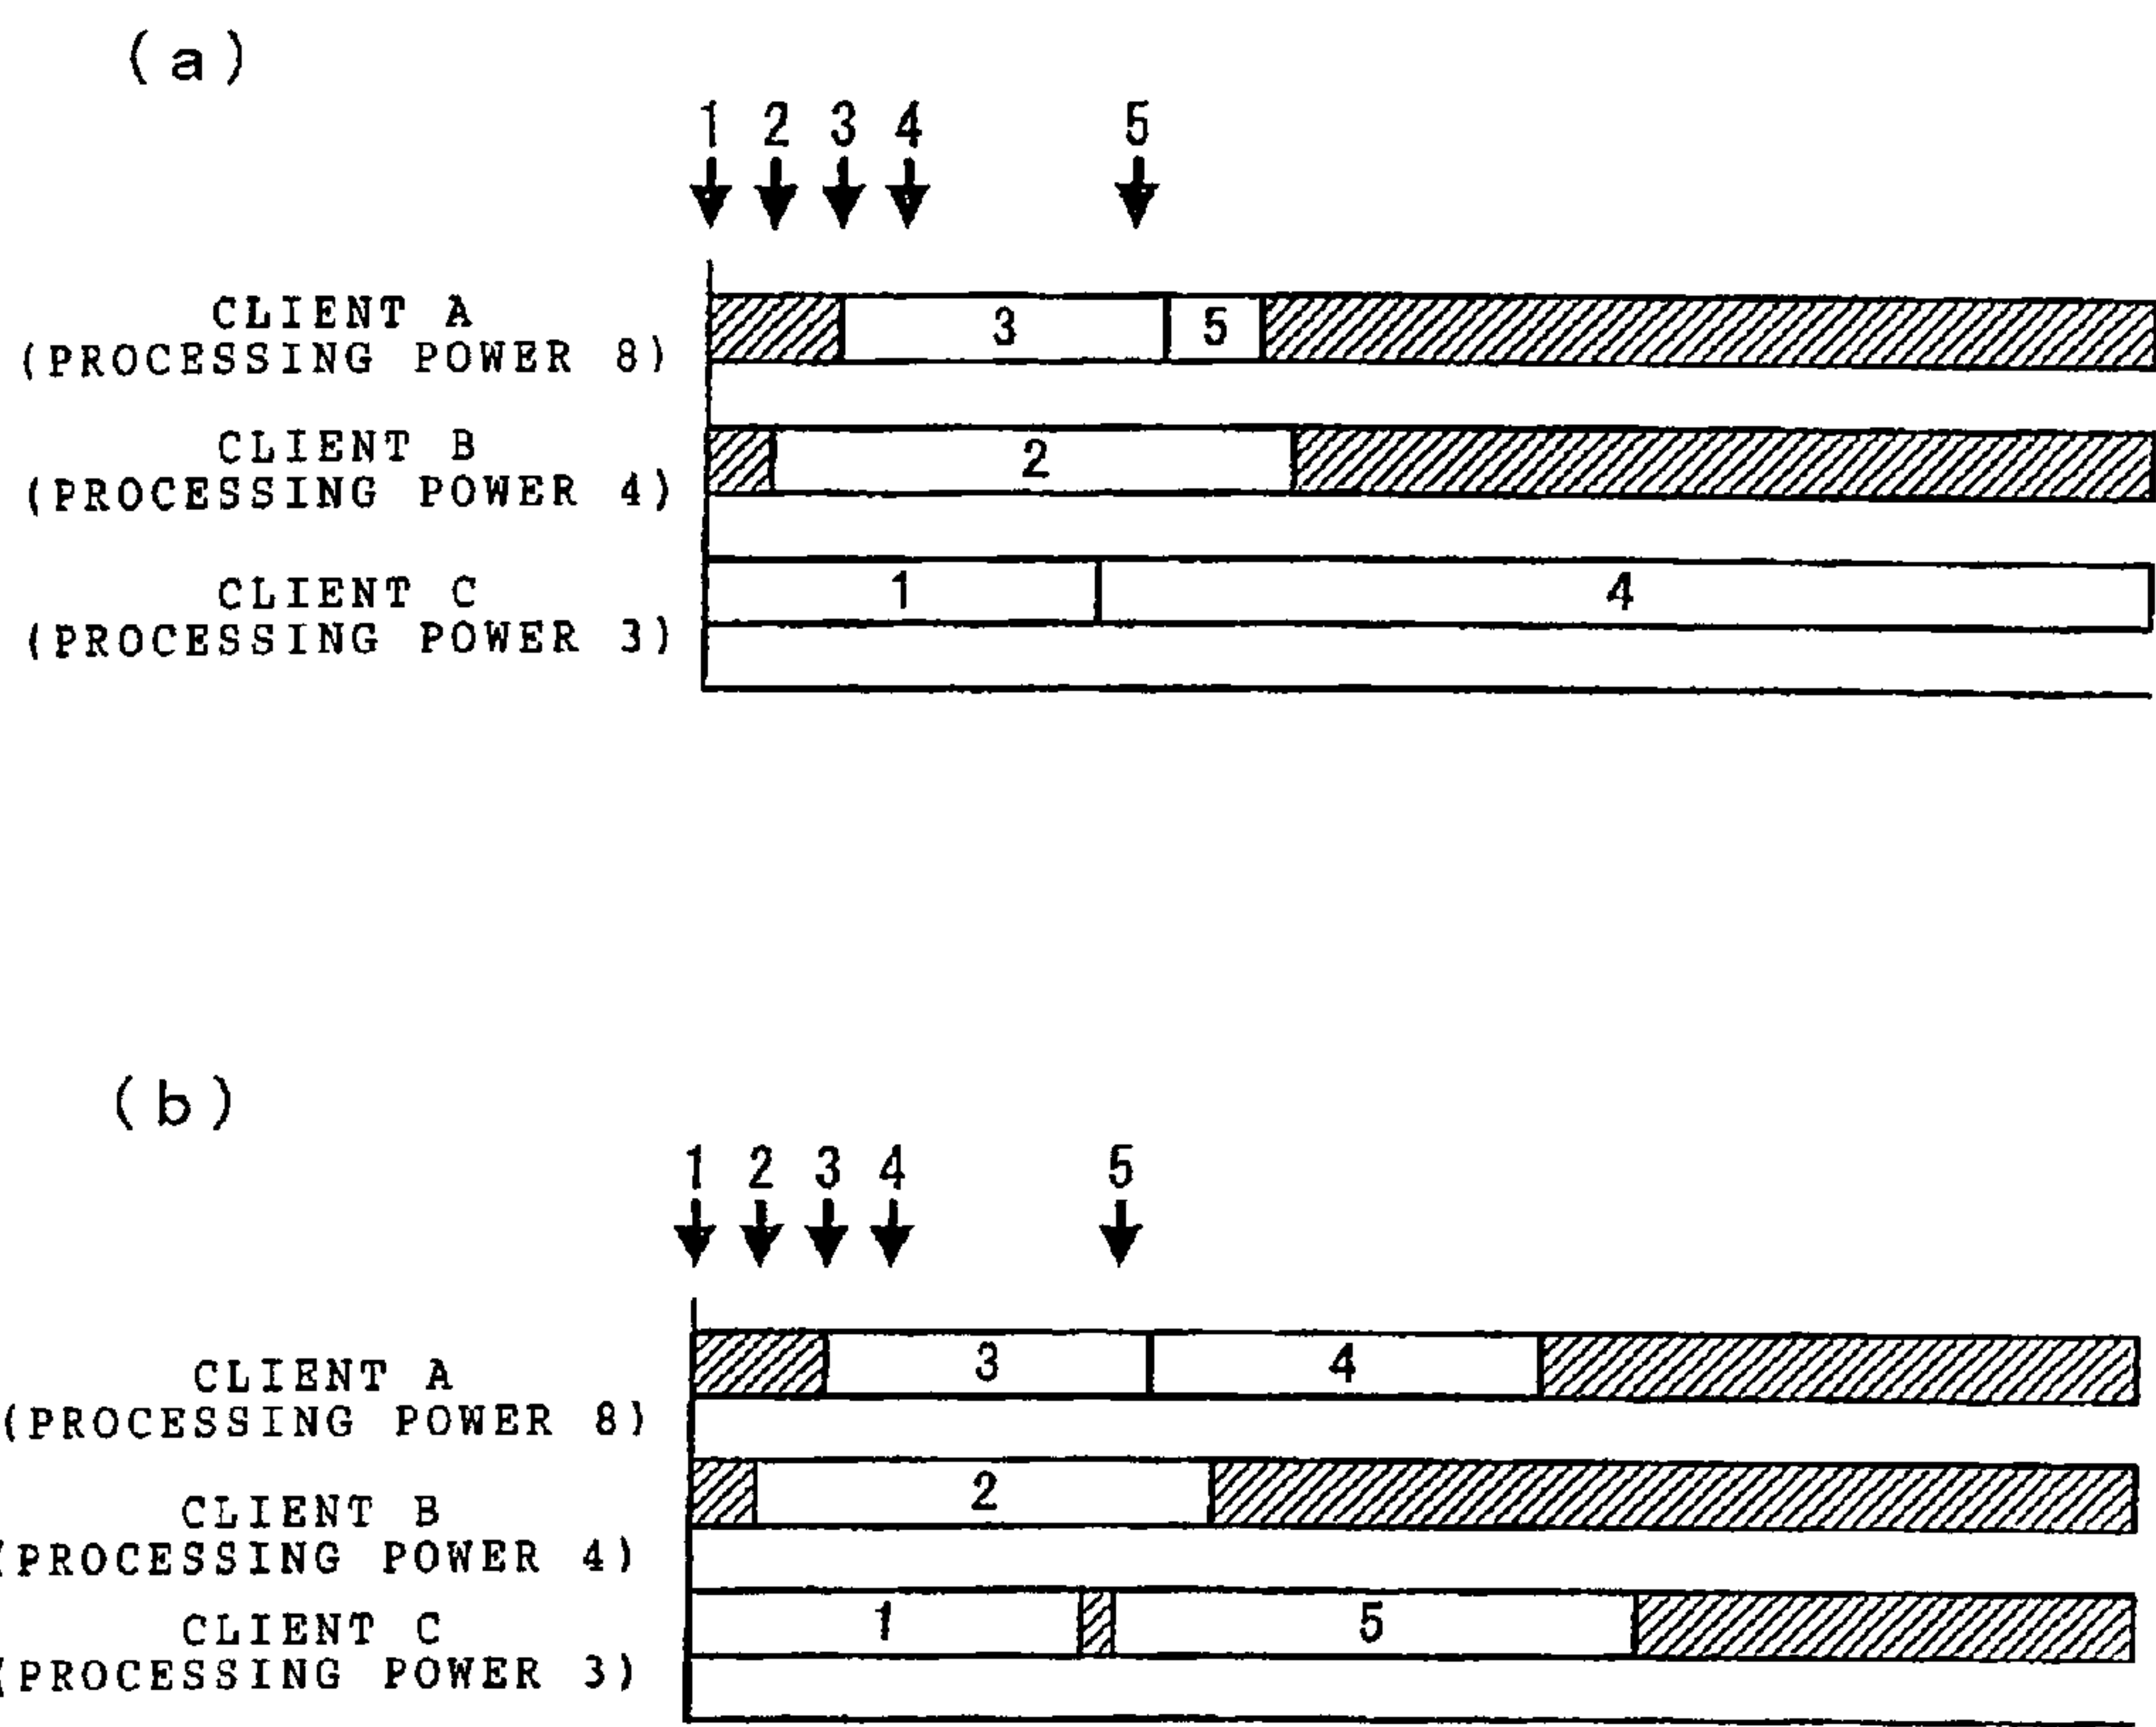 (a)
1 2 3 4 5
CLIENT A
(PROCESSING POWER 8)
3 5
CLIENT B
(PROCESSING POWER 4)
2
CLIENT C
(PROCESSING POWER 3)
1 4
(b)
1 2 3 4 5
CLIENT A
(PROCESSING POWER 8)
3 4
CLIENT B
(PROCESSING POWER 4)
2
CLIENT C
(PROCESSING POWER 3)
1 5